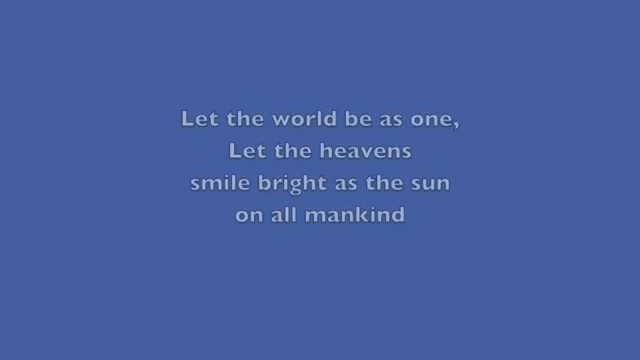 Let the world be as one,
Let the heavens
smile bright as the sun
on all mankind